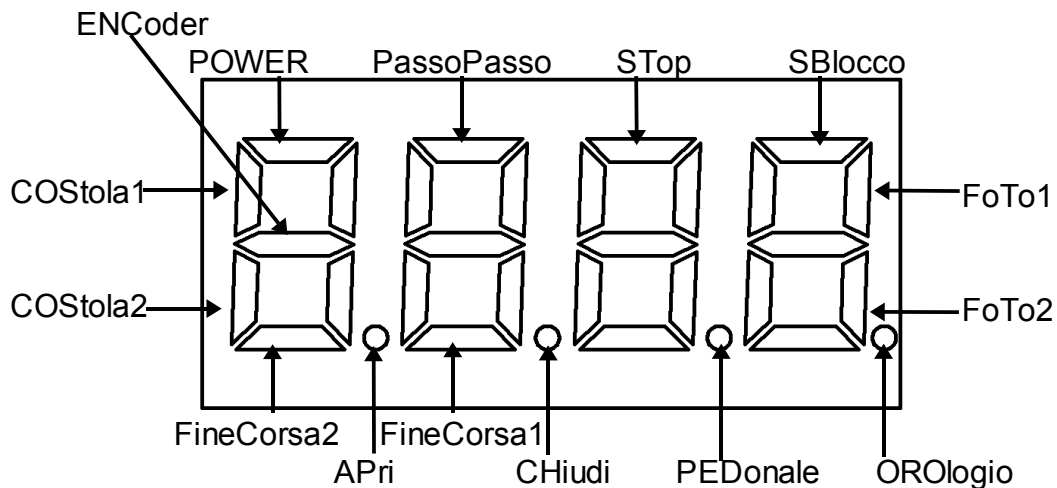 ENCoder
POWER PassoPasso STop SBlocco
COStola1 FoTo1
COStola2 FoTo2
FineCorsa2 FineCorsa1
APri CHiudi PEDonale OROlogio